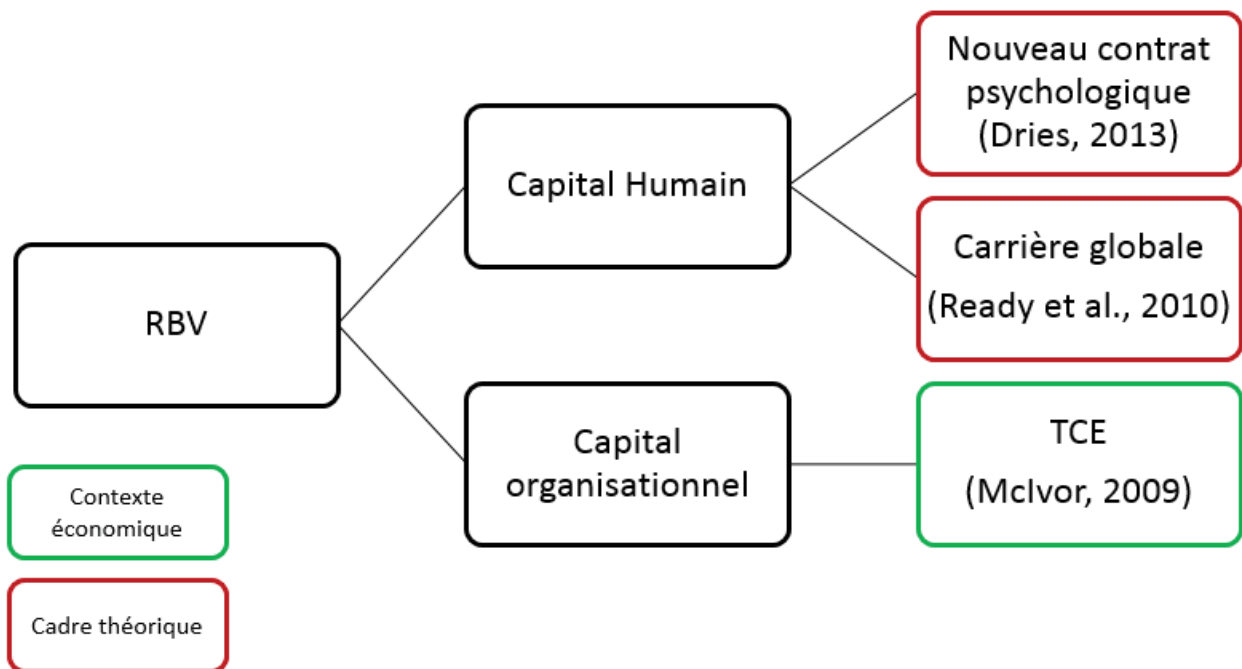 Nouveau contrat
psychologique
(Dries, 2013)
Capital Humain
Carrière globale
(Ready et al., 2010)
RBV
Capital
organisationnel
TCE
(McIvor, 2009)
Contexte
économique
Cadre théorique